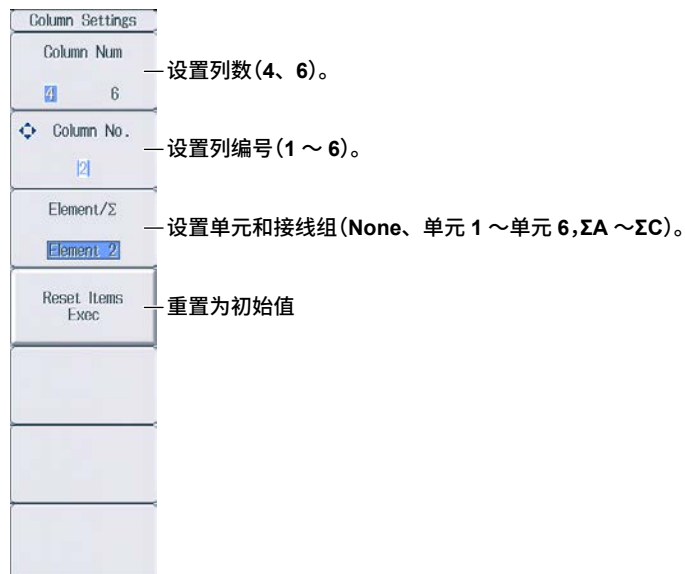 Column Settings
Column Num
4 6
设置列数(4、6)。
Column No.
2
设置列编号(1 ～ 6)。
Element/Σ
Element 2
设置单元和接线组(None、单元 1 ～单元 6,ΣA ～ΣC)。
Reset Items
Exec
重置为初始值